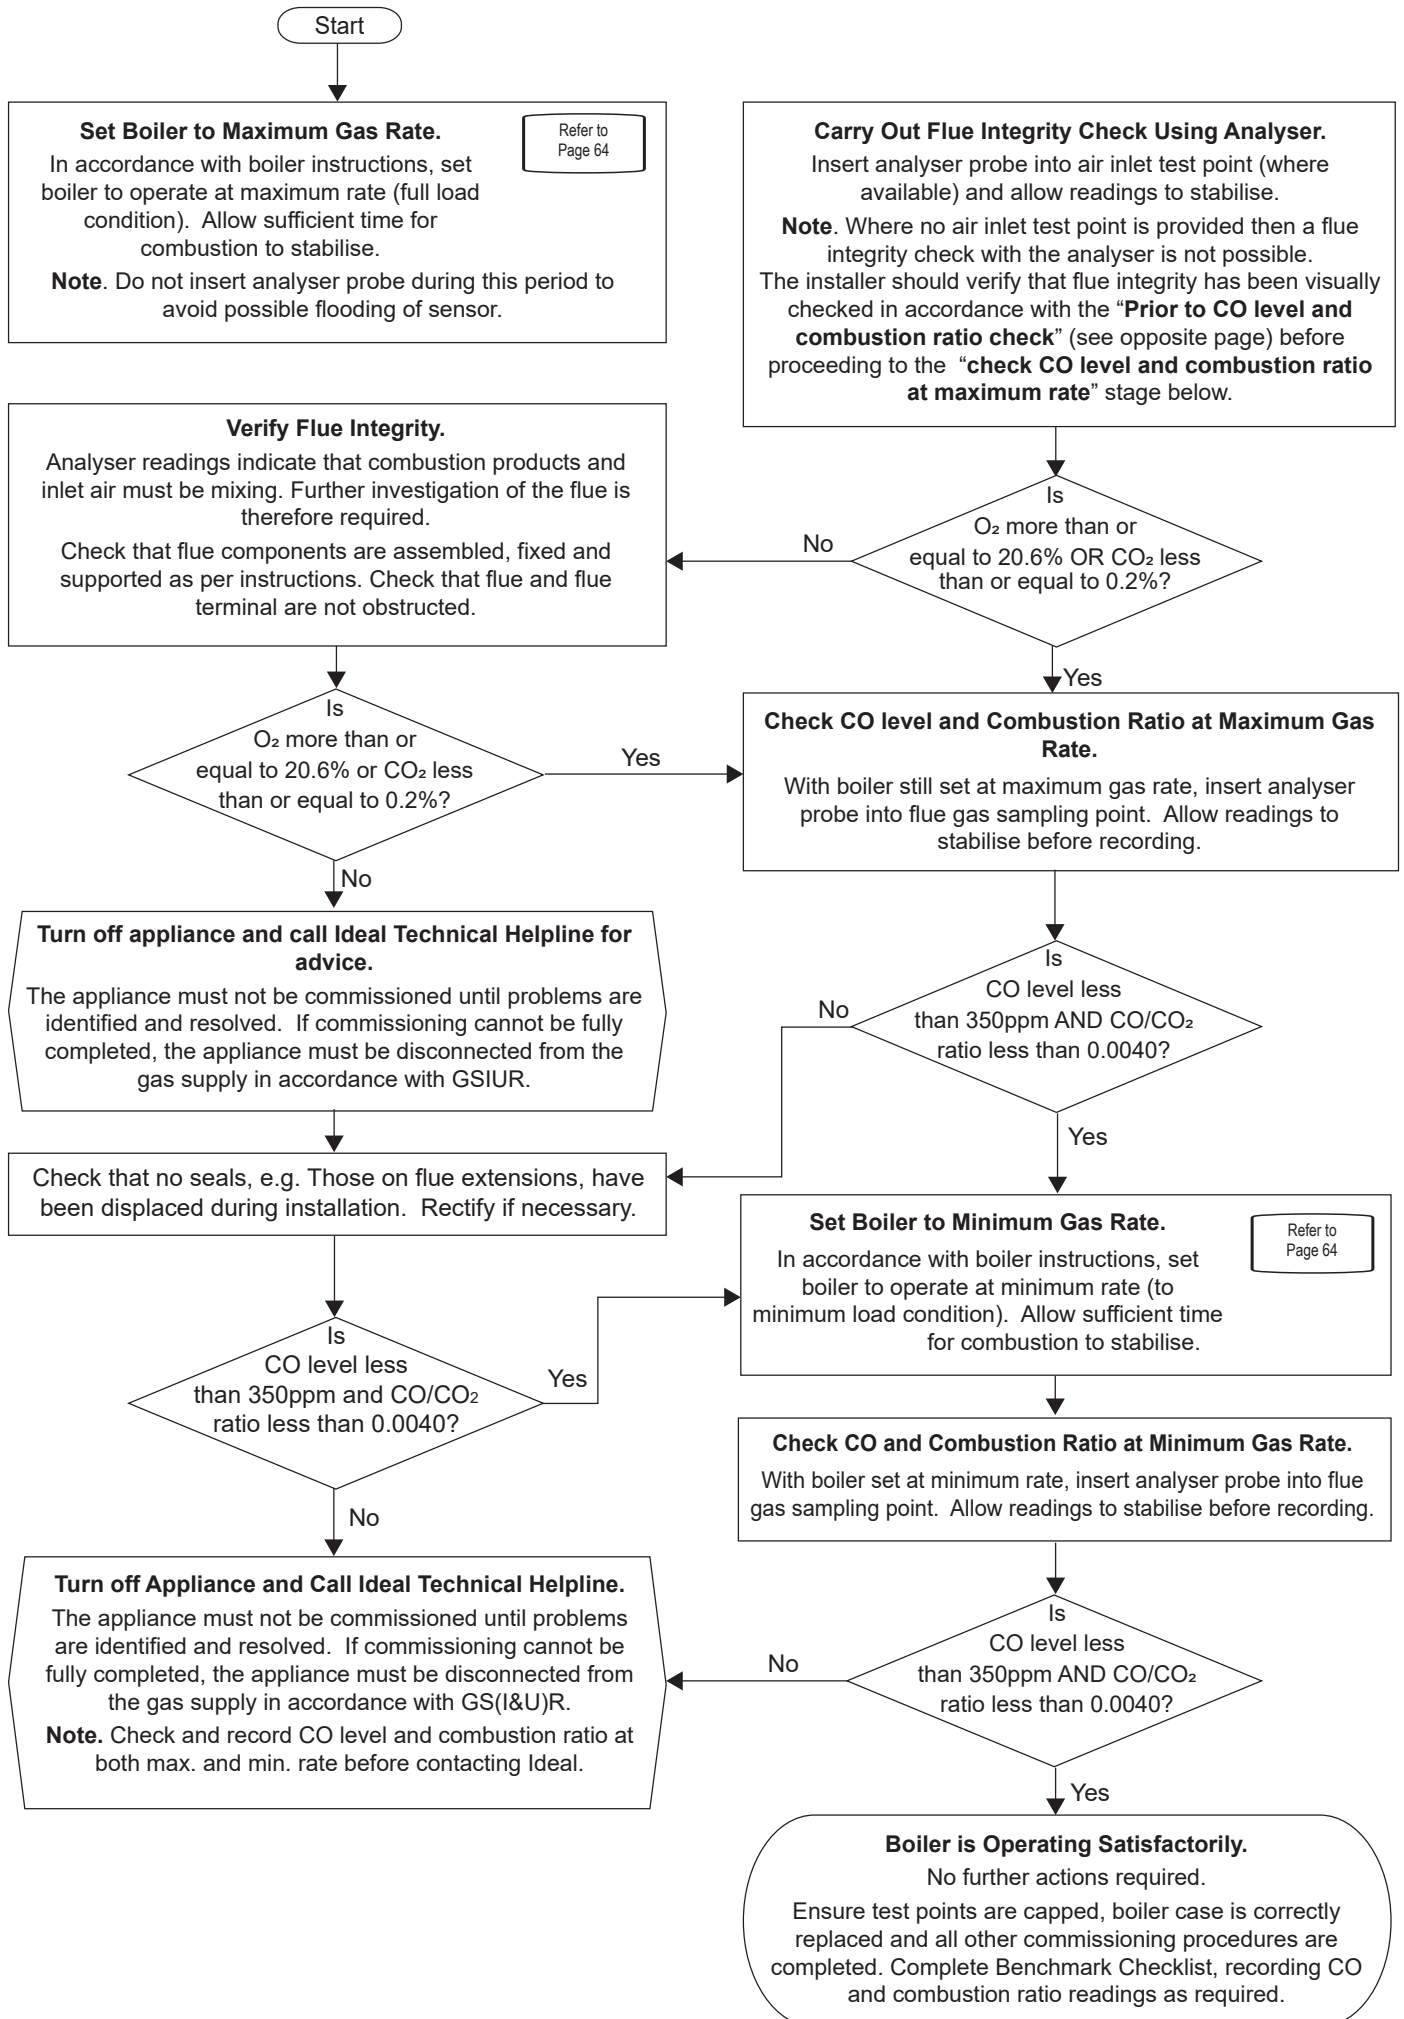 Start
Set Boiler to Maximum Gas Rate.
Refer to
Page 64
In accordance with boiler instructions, set
boiler to operate at maximum rate (full load
condition).  Allow sufficient time for
combustion to stabilise.
Note. Do not insert analyser probe during this period to
avoid possible flooding of sensor.
Carry Out Flue Integrity Check Using Analyser.
Insert analyser probe into air inlet test point (where
available) and allow readings to stabilise.
Note. Where no air inlet test point is provided then a flue
integrity check with the analyser is not possible.
The installer should verify that flue integrity has been visually
checked in accordance with the “Prior to CO level and
combustion ratio check” (see opposite page) before
proceeding to the  “check CO level and combustion ratio
at maximum rate” stage below.
Is
O₂ more than or
equal to 20.6% OR CO₂ less
than or equal to 0.2%?
No
Yes
Verify Flue Integrity.
Analyser readings indicate that combustion products and
inlet air must be mixing. Further investigation of the flue is
therefore required.
Check that flue components are assembled, fixed and
supported as per instructions. Check that flue and flue
terminal are not obstructed.
Is
O₂ more than or
equal to 20.6% or CO₂ less
than or equal to 0.2%?
Yes
No
Check CO level and Combustion Ratio at Maximum Gas
Rate.
With boiler still set at maximum gas rate, insert analyser
probe into flue gas sampling point.  Allow readings to
stabilise before recording.
Turn off appliance and call Ideal Technical Helpline for
advice.
The appliance must not be commissioned until problems are
identified and resolved.  If commissioning cannot be fully
completed, the appliance must be disconnected from the
gas supply in accordance with GSIUR.
Is
CO level less
than 350ppm AND CO/CO₂
ratio less than 0.0040?
No
Yes
Check that no seals, e.g. Those on flue extensions, have
been displaced during installation.  Rectify if necessary.
Set Boiler to Minimum Gas Rate.
Refer to
Page 64
In accordance with boiler instructions, set
boiler to operate at minimum rate (to
minimum load condition).  Allow sufficient time
for combustion to stabilise.
Is
CO level less
than 350ppm and CO/CO₂
ratio less than 0.0040?
Yes
No
Check CO and Combustion Ratio at Minimum Gas Rate.
With boiler set at minimum rate, insert analyser probe into flue
gas sampling point.  Allow readings to stabilise before recording.
Turn off Appliance and Call Ideal Technical Helpline.
The appliance must not be commissioned until problems
are identified and resolved.  If commissioning cannot be
fully completed, the appliance must be disconnected from
the gas supply in accordance with GS(I&U)R.
Note. Check and record CO level and combustion ratio at
both max. and min. rate before contacting Ideal.
Is
CO level less
than 350ppm AND CO/CO₂
ratio less than 0.0040?
No
Yes
Boiler is Operating Satisfactorily.
No further actions required.
Ensure test points are capped, boiler case is correctly
replaced and all other commissioning procedures are
completed. Complete Benchmark Checklist, recording CO
and combustion ratio readings as required.